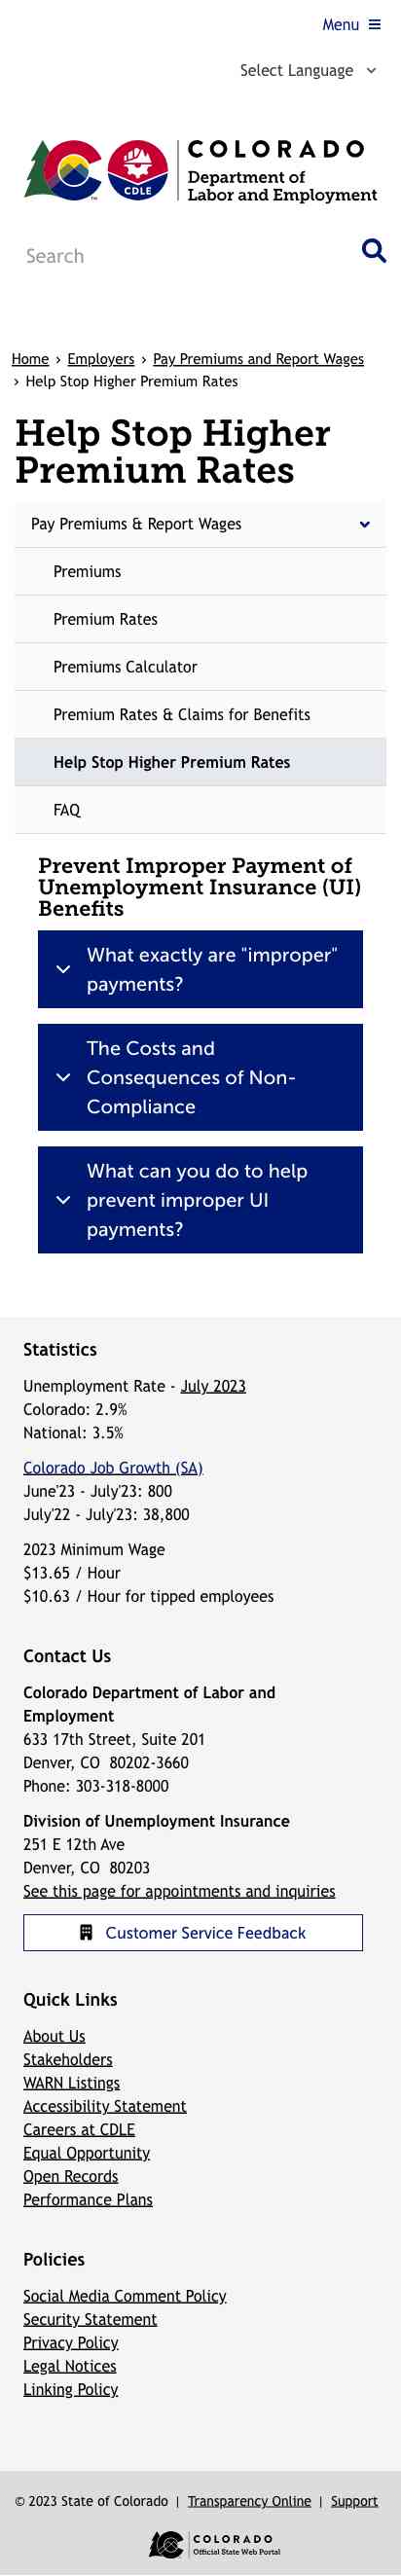 Menu
Select Language
CDLE
COLORADO
Department of
Labor and Employment
TM
Search
Home › Employers › Pay Premiums and Report Wages
› Help Stop Higher Premium Rates
Help Stop Higher
Premium Rates
Pay Premiums & Report Wages
Premiums
Premium Rates
Premiums Calculator
Premium Rates & Claims for Benefits
Help Stop Higher Premium Rates
FAQ
Prevent Improper Payment of
Unemployment Insurance (UI)
Benefits
What exactly are "improper"
payments?
The Costs and
Consequences of Non-
Compliance
What can you do to help
prevent improper UI
payments?
Statistics
Unemployment Rate - July 2023
Colorado: 2.9%
National: 3.5%
Colorado Job Growth (SA)
June'23 - July'23: 800
July'22 - July'23: 38,800
2023 Minimum Wage
$13.65 / Hour
$10.63 / Hour for tipped employees
Contact Us
Colorado Department of Labor and
Employment
633 17th Street, Suite 201
Denver, CO  80202-3660
Phone: 303-318-8000
Division of Unemployment Insurance
251 E 12th Ave
Denver, CO  80203
See this page for appointments and inquiries
Customer Service Feedback
Quick Links
About Us
Stakeholders
WARN Listings
Accessibility Statement
Careers at CDLE
Equal Opportunity
Open Records
Performance Plans
Policies
Social Media Comment Policy
Security Statement
Privacy Policy
Legal Notices
Linking Policy
© 2023 State of Colorado | Transparency Online | Support
COLORADO
Official State Web Portal